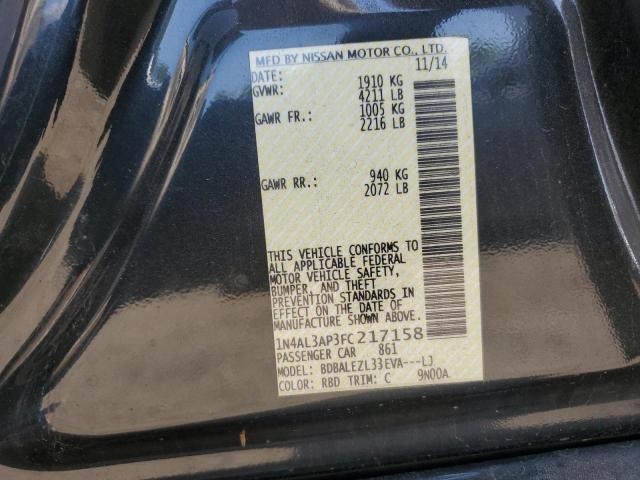 MFD BY NISSAN MOTOR CO., LTD.
DATE: 11/14
GVWR: 1910 KG
4211 LB
GAWR FR.: 1005 KG
2216 LB
GAWR RR.: 940 KG
2072 LB
THIS VEHICLE CONFORMS TO
ALL APPLICABLE FEDERAL
MOTOR VEHICLE SAFETY,
BUMPER, AND THEFT
PREVENTION STANDARDS IN
EFFECT ON THE DATE OF
MANUFACTURE SHOWN ABOVE.
1N4AL3AP3FC217158
PASSENGER CAR 861
MODEL: BDBALEZL33EVA---LJ
COLOR: RBD TRIM: C 9N00A